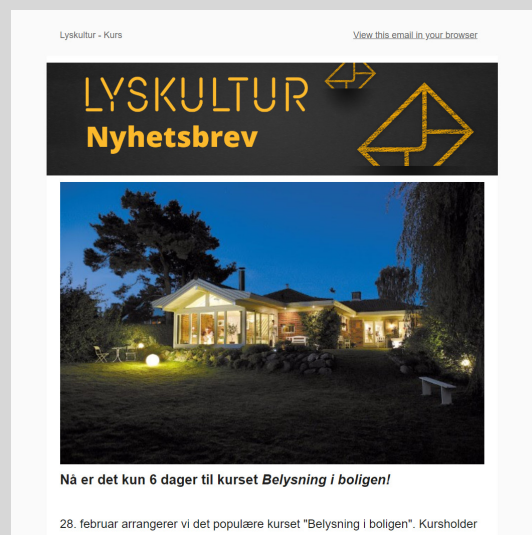 Lyskultur - Kurs
View this email in your browser
LYSKULTUR
Nyhetsbrev
Nå er det kun 6 dager til kurset Belysning i boligen!
28. februar arrangerer vi det populære kurset "Belysning i boligen". Kursholder